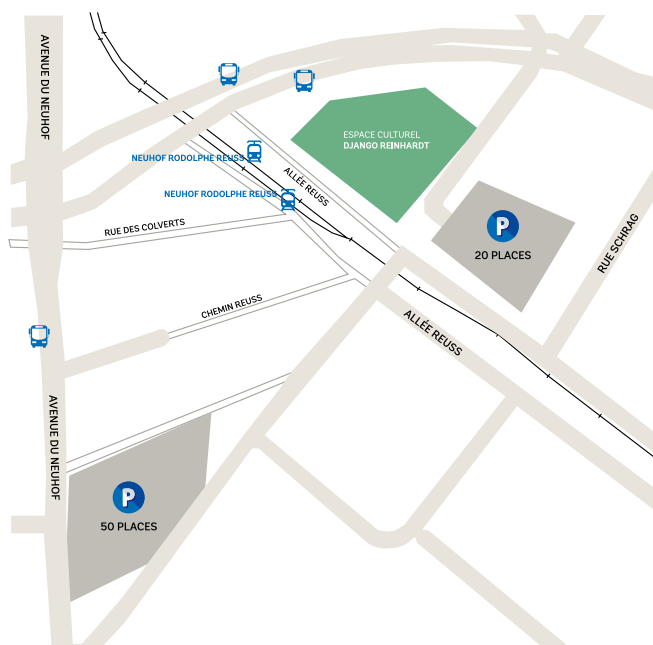 AVENUE DU NEUHOF
ESPACE CULTUREL
DJANGO REINHARDT
NEUHOF RODOLPHE REUSS
ALLÉE REUSS
NEUHOF RODOLPHE REUSS
P
20 PLACES
RUE SCHRAG
RUE DES COLVERTS
CHEMIN REUSS
ALLÉE REUSS
AVENUE DU NEUHOF
P
50 PLACES